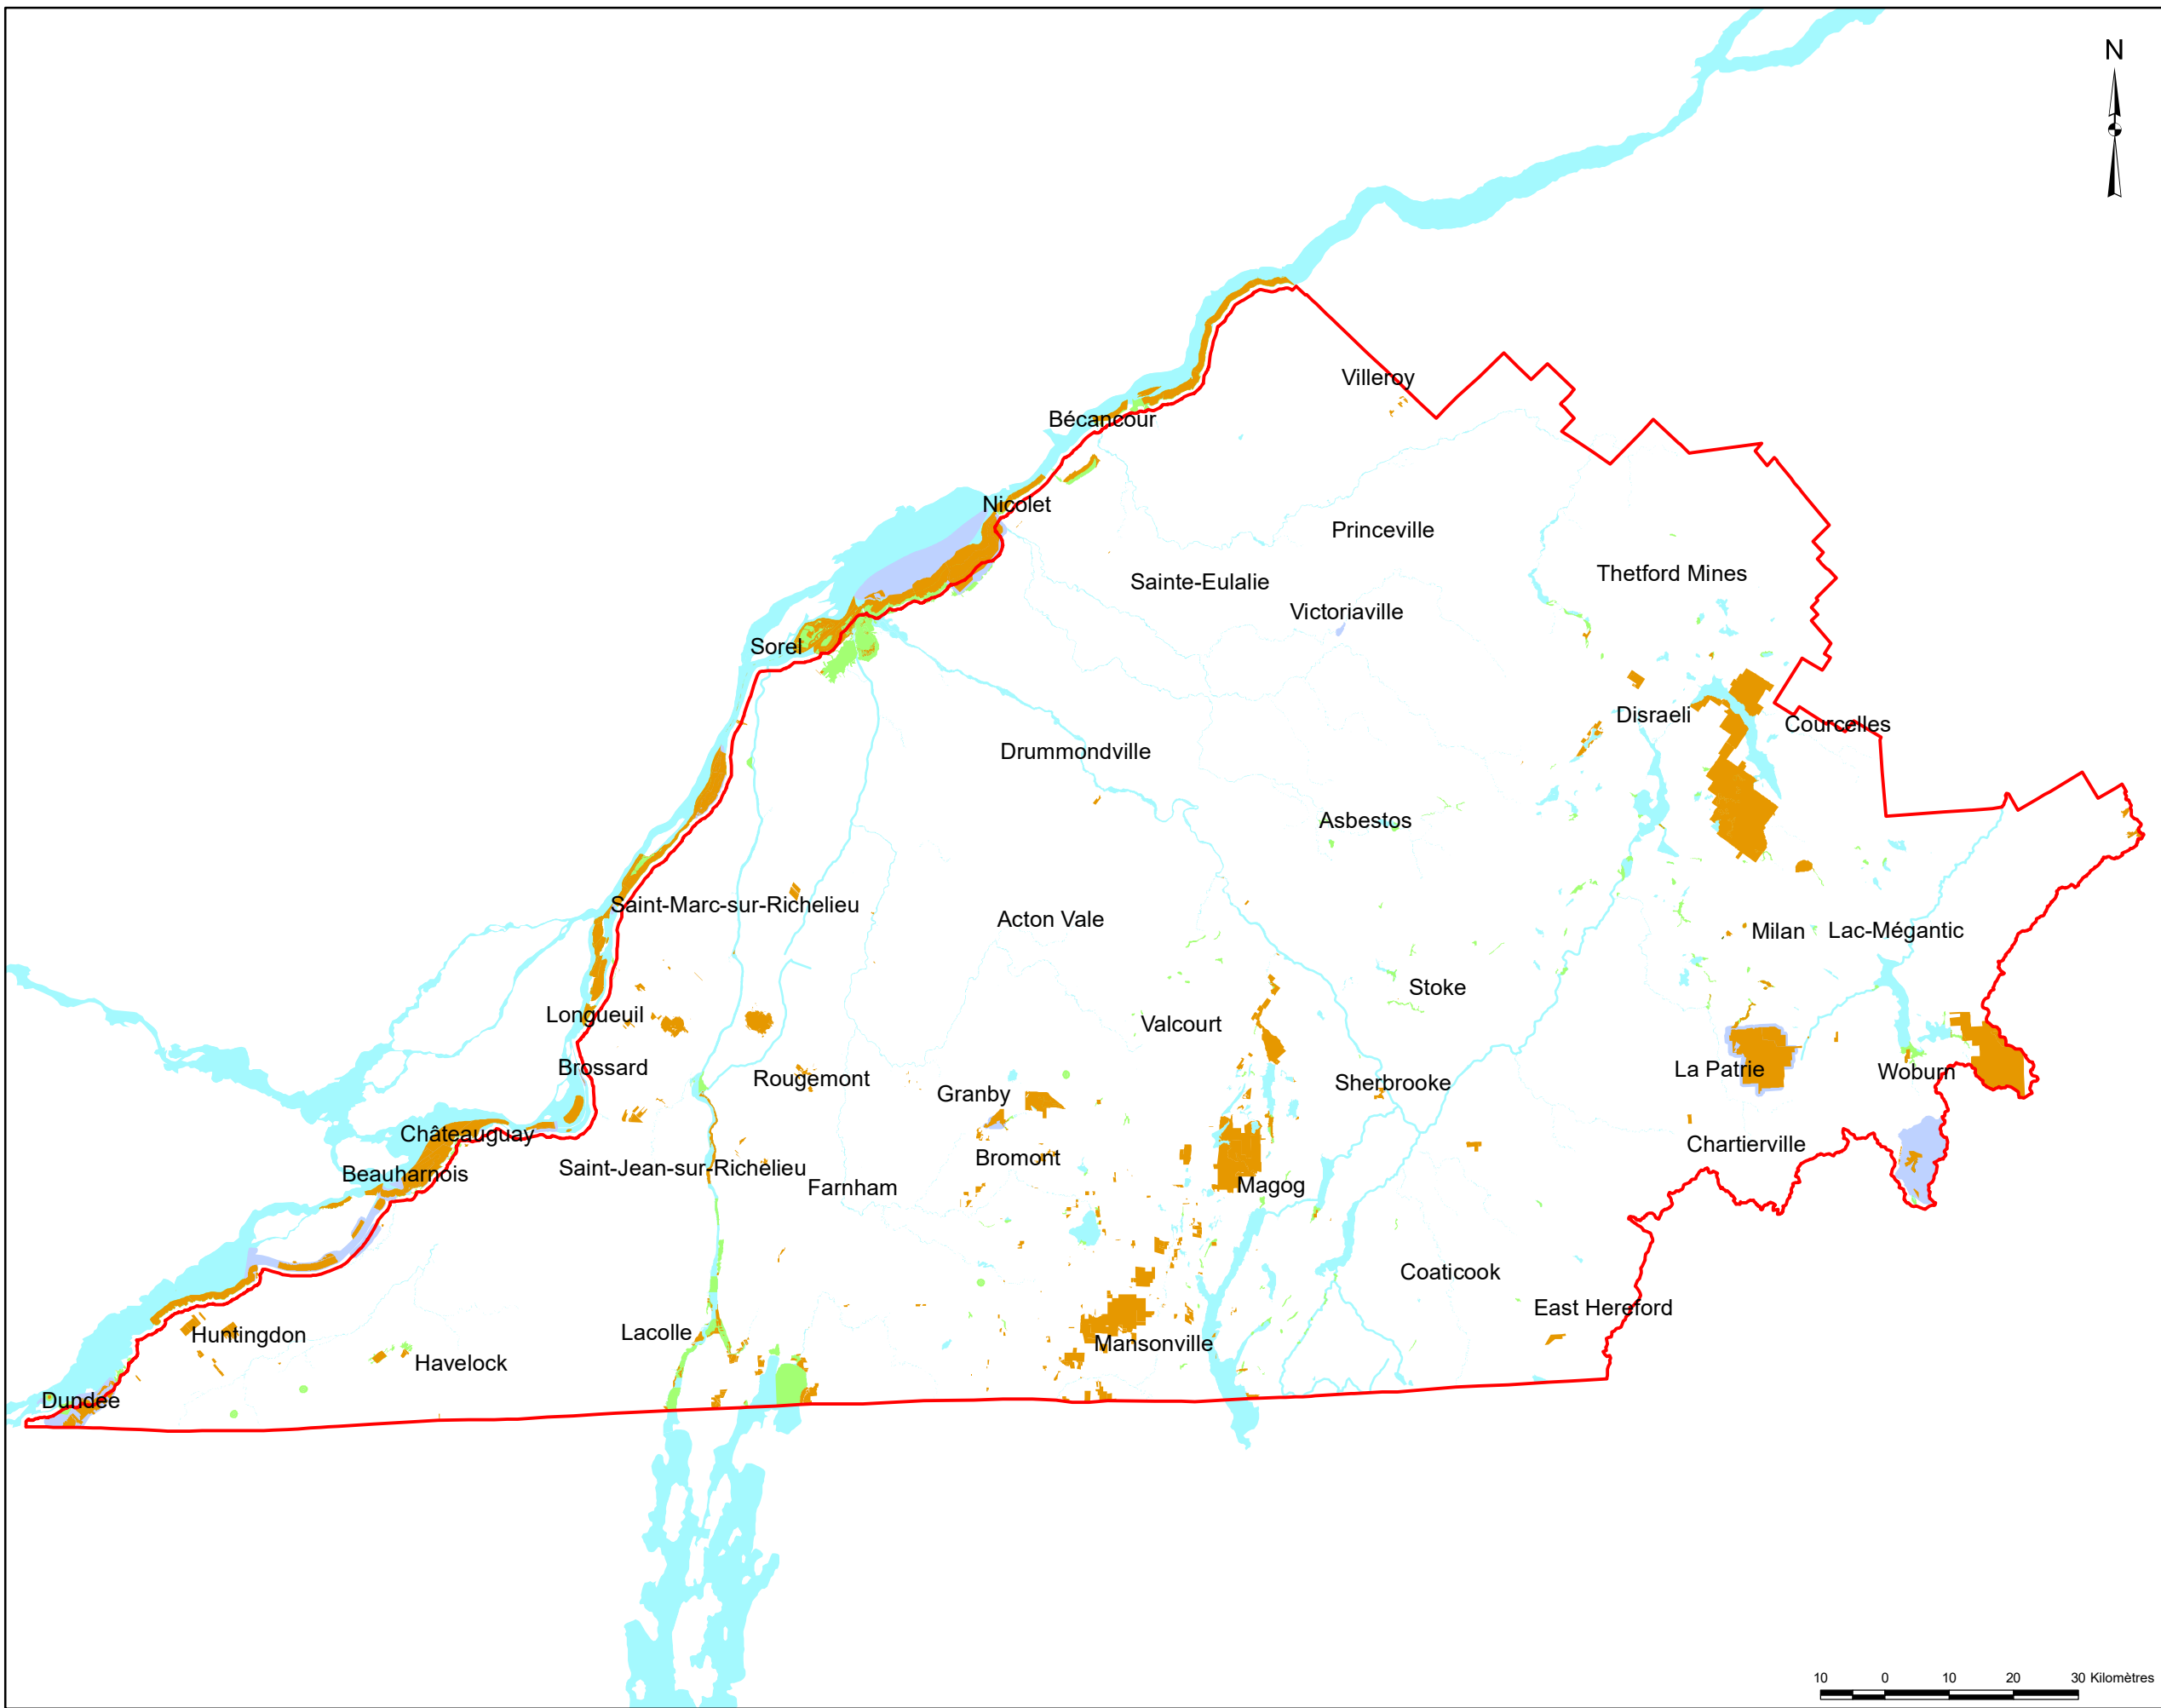 N
Villeroy
Bécancour
Nicolet
Princeville
Thetford Mines
Sainte-Eulalie
Victoriaville
Sorel
Disraeli
Courcelles
Drummondville
Asbestos
Saint-Marc-sur-Richelieu
Acton Vale
Milan
Lac-Mégantic
Stoke
Longueuil
Valcourt
Brossard
Rougemont
La Patrie
Woburn
Granby
Sherbrooke
Châteauguay
Chartierville
Beauharnois
Saint-Jean-sur-Richelieu
Bromont
Farnham
Magog
Coaticook
East Hereford
Huntingdon
Lacolle
Mansonville
Havelock
Dundee
10 0 10 20 30 Kilomètres